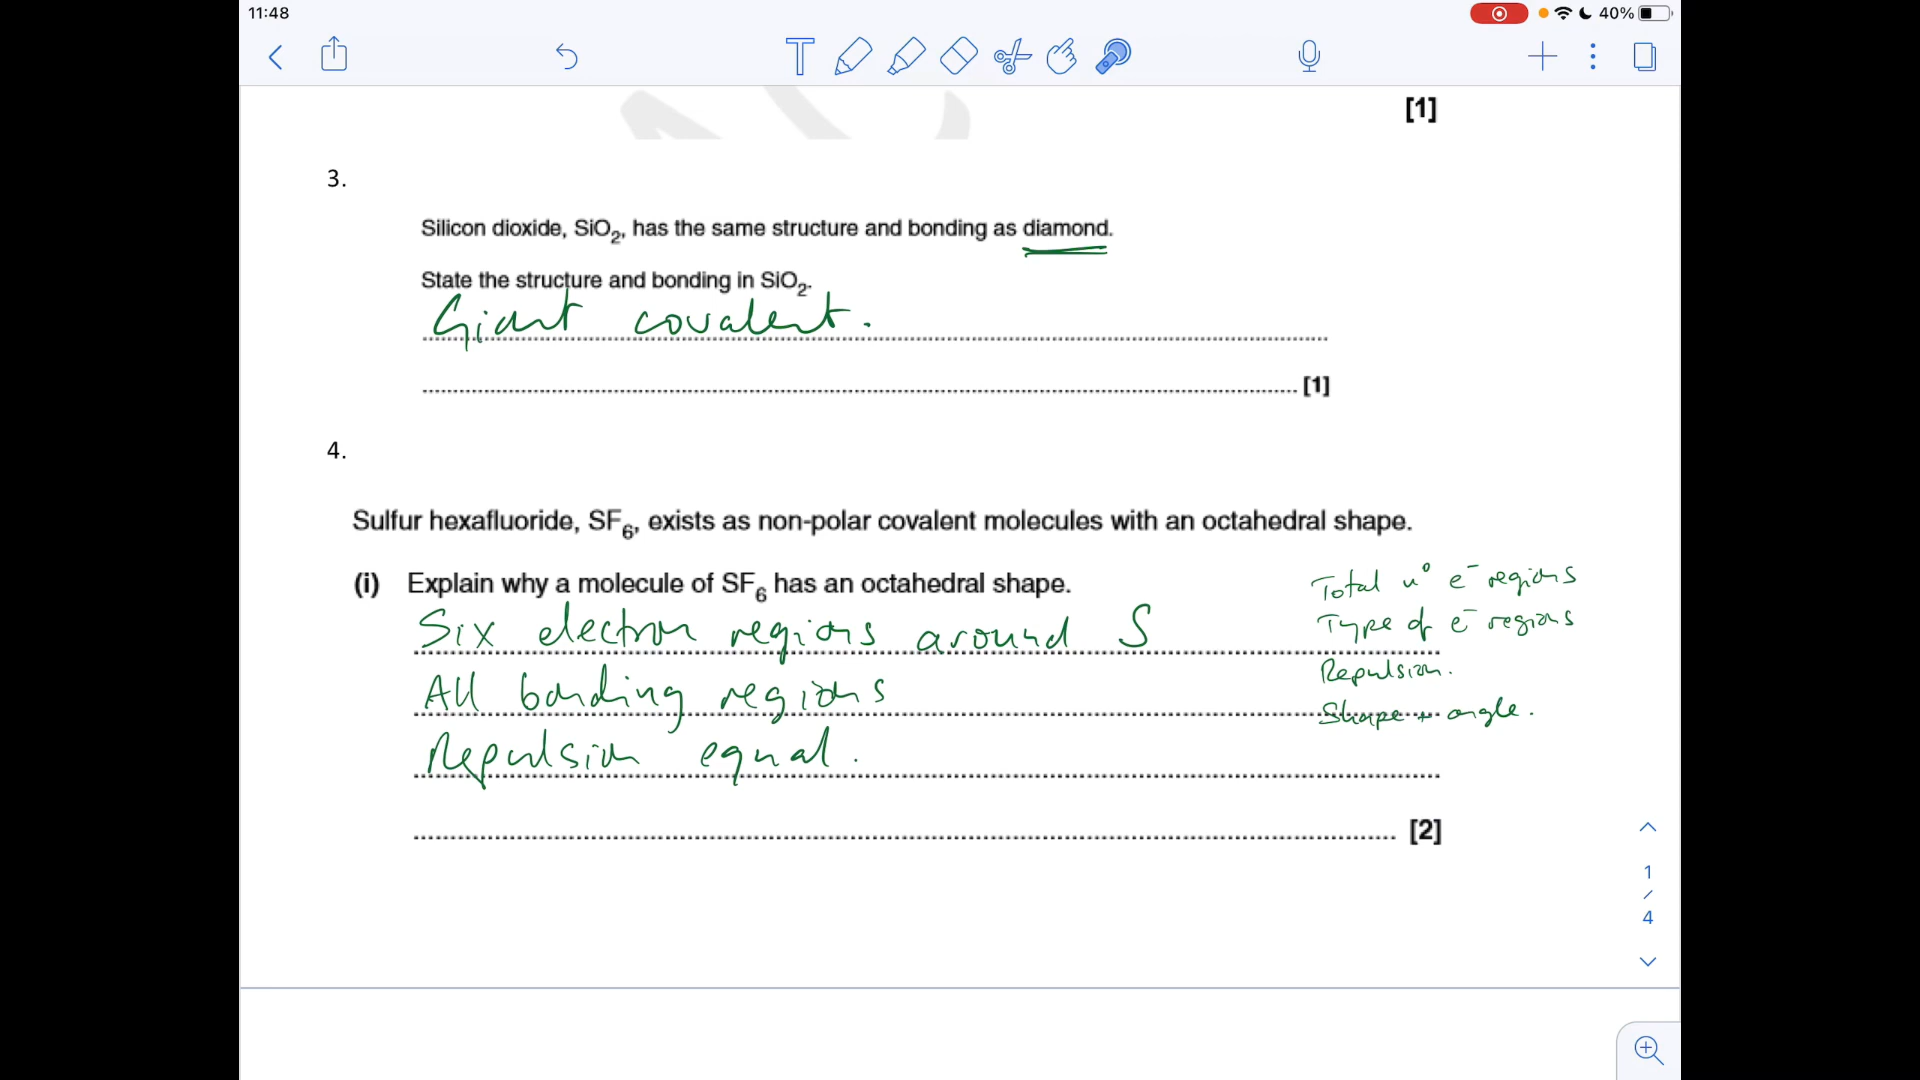 11:48
40%
T
[1]
3.
Silicon dioxide, SiO₂, has the same structure and bonding as diamond.
State the structure and bonding in SiO₂.
Giant covalent.
[1]
4.
Sulfur hexafluoride, SF₆, exists as non-polar covalent molecules with an octahedral shape.
(i) Explain why a molecule of SF₆ has an octahedral shape.
Total nº e⁻ regions
Six electron regions around S
Type of e⁻ regions
All bonding regions
Repulsion.
Shape + angle.
Repulsion equal.
[2]
1
/
4